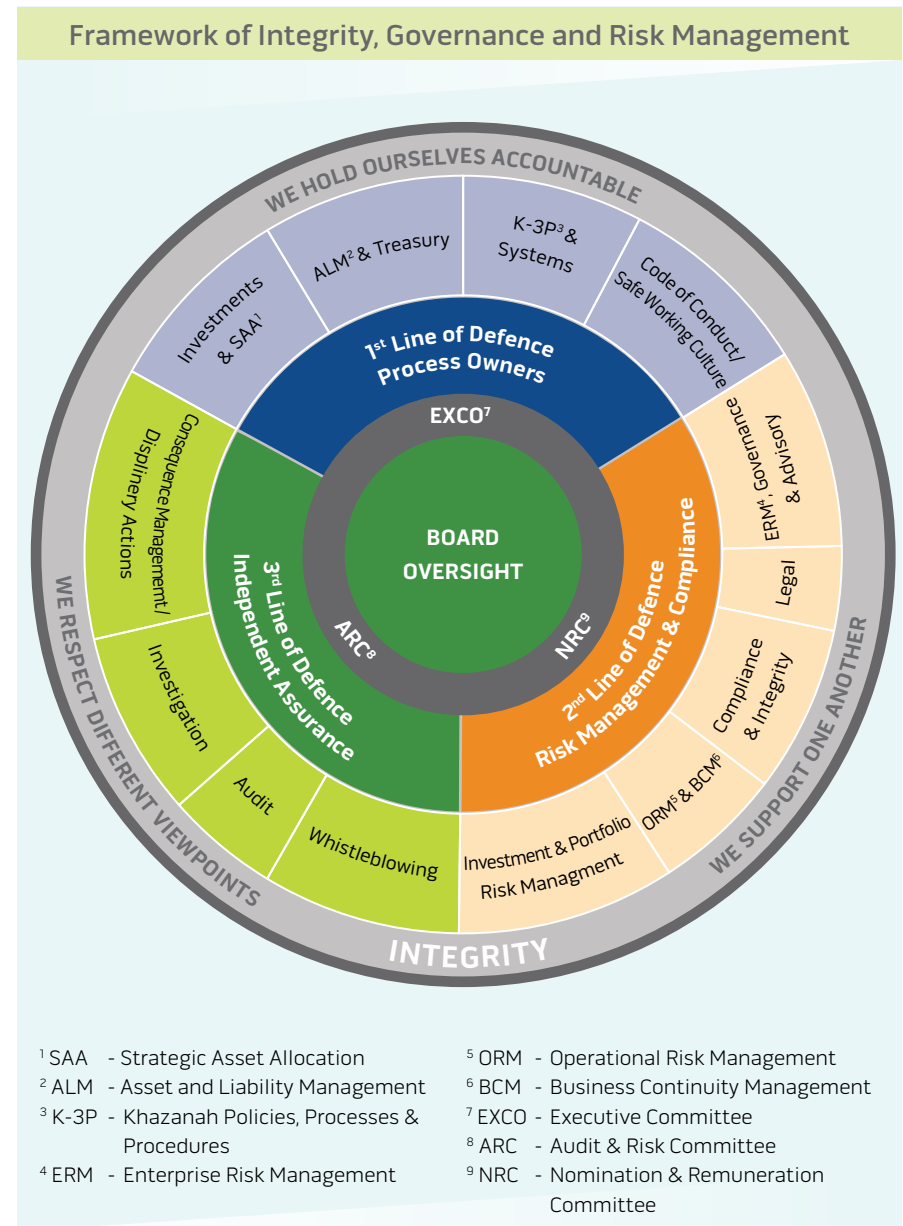 Framework of Integrity, Governance and Risk Management
WE HOLD OURSELVES ACCOUNTABLE
Investments
& SAA¹
ALM² & Treasury
K-3P³ &
Systems
Code of Conduct/
Safe Working Culture
1st Line of Defence
Process Owners
EXCO⁷
BOARD
OVERSIGHT
ARC⁸
NRC⁹
ERM⁴, Governance
& Advisory
Legal
Compliance
& Integrity
ORM⁵ & BCM⁶
Investment & Portfolio
Risk Managment
2nd Line of Defence
Risk Management & Compliance
3rd Line of Defence
Independent Assurance
Consequence Managememt/
Displinery Actions
Investigation
Audit
Whistleblowing
WE RESPECT DIFFERENT VIEWPOINTS
WE SUPPORT ONE ANOTHER
INTEGRITY
¹ SAA - Strategic Asset Allocation
² ALM - Asset and Liability Management
³ K-3P - Khazanah Policies, Processes &
Procedures
⁴ ERM - Enterprise Risk Management
⁵ ORM - Operational Risk Management
⁶ BCM - Business Continuity Management
⁷ EXCO - Executive Committee
⁸ ARC - Audit & Risk Committee
⁹ NRC - Nomination & Remuneration
Committee